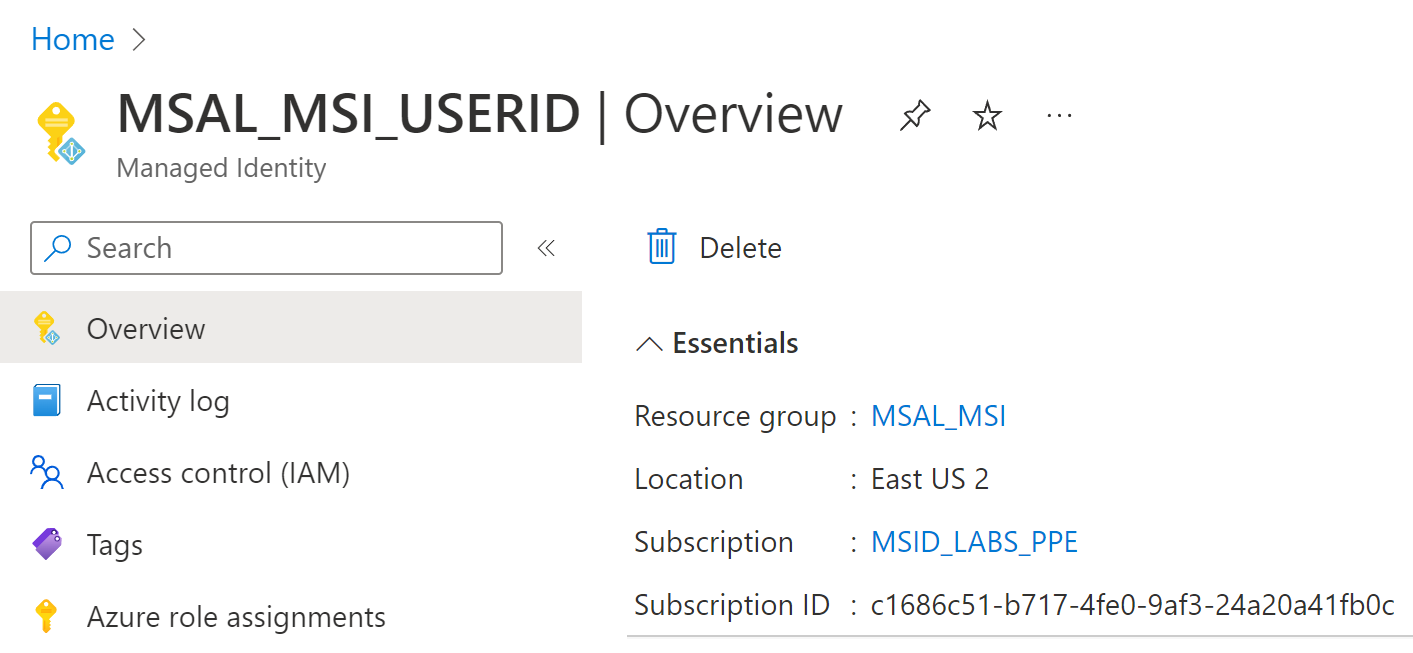 Home
MSAL_MSI_USERID | Overview
Managed Identity
Search
Overview
Activity log
Access control (IAM)
Tags
Azure role assignments
Delete
Essentials
Resource group : MSAL_MSI
Location : East US 2
Subscription : MSID_LABS_PPE
Subscription ID : c1686c51-b717-4fe0-9af3-24a20a41fb0c